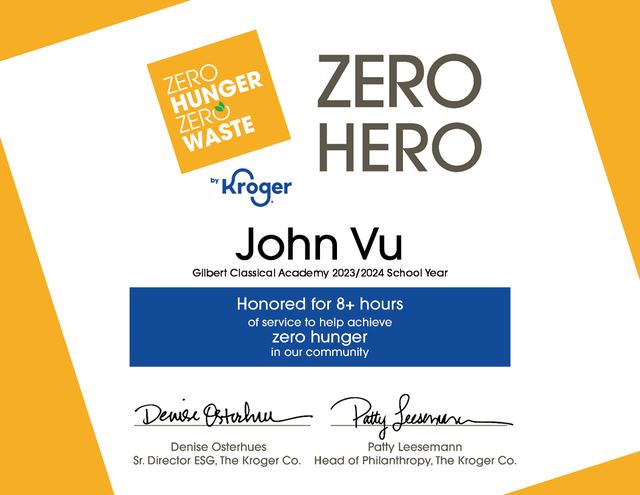 ZERO
HUNGER
ZERO
WASTE
by Kroger
ZERO
HERO
John Vu
Gilbert Classical Academy 2023/2024 School Year
Honored for 8+ hours
of service to help achieve
zero hunger
in our community
Denise Osterhues
Patty Leesemann
Denise Osterhues
Sr. Director ESG, The Kroger Co.
Patty Leesemann
Head of Philanthropy, The Kroger Co.